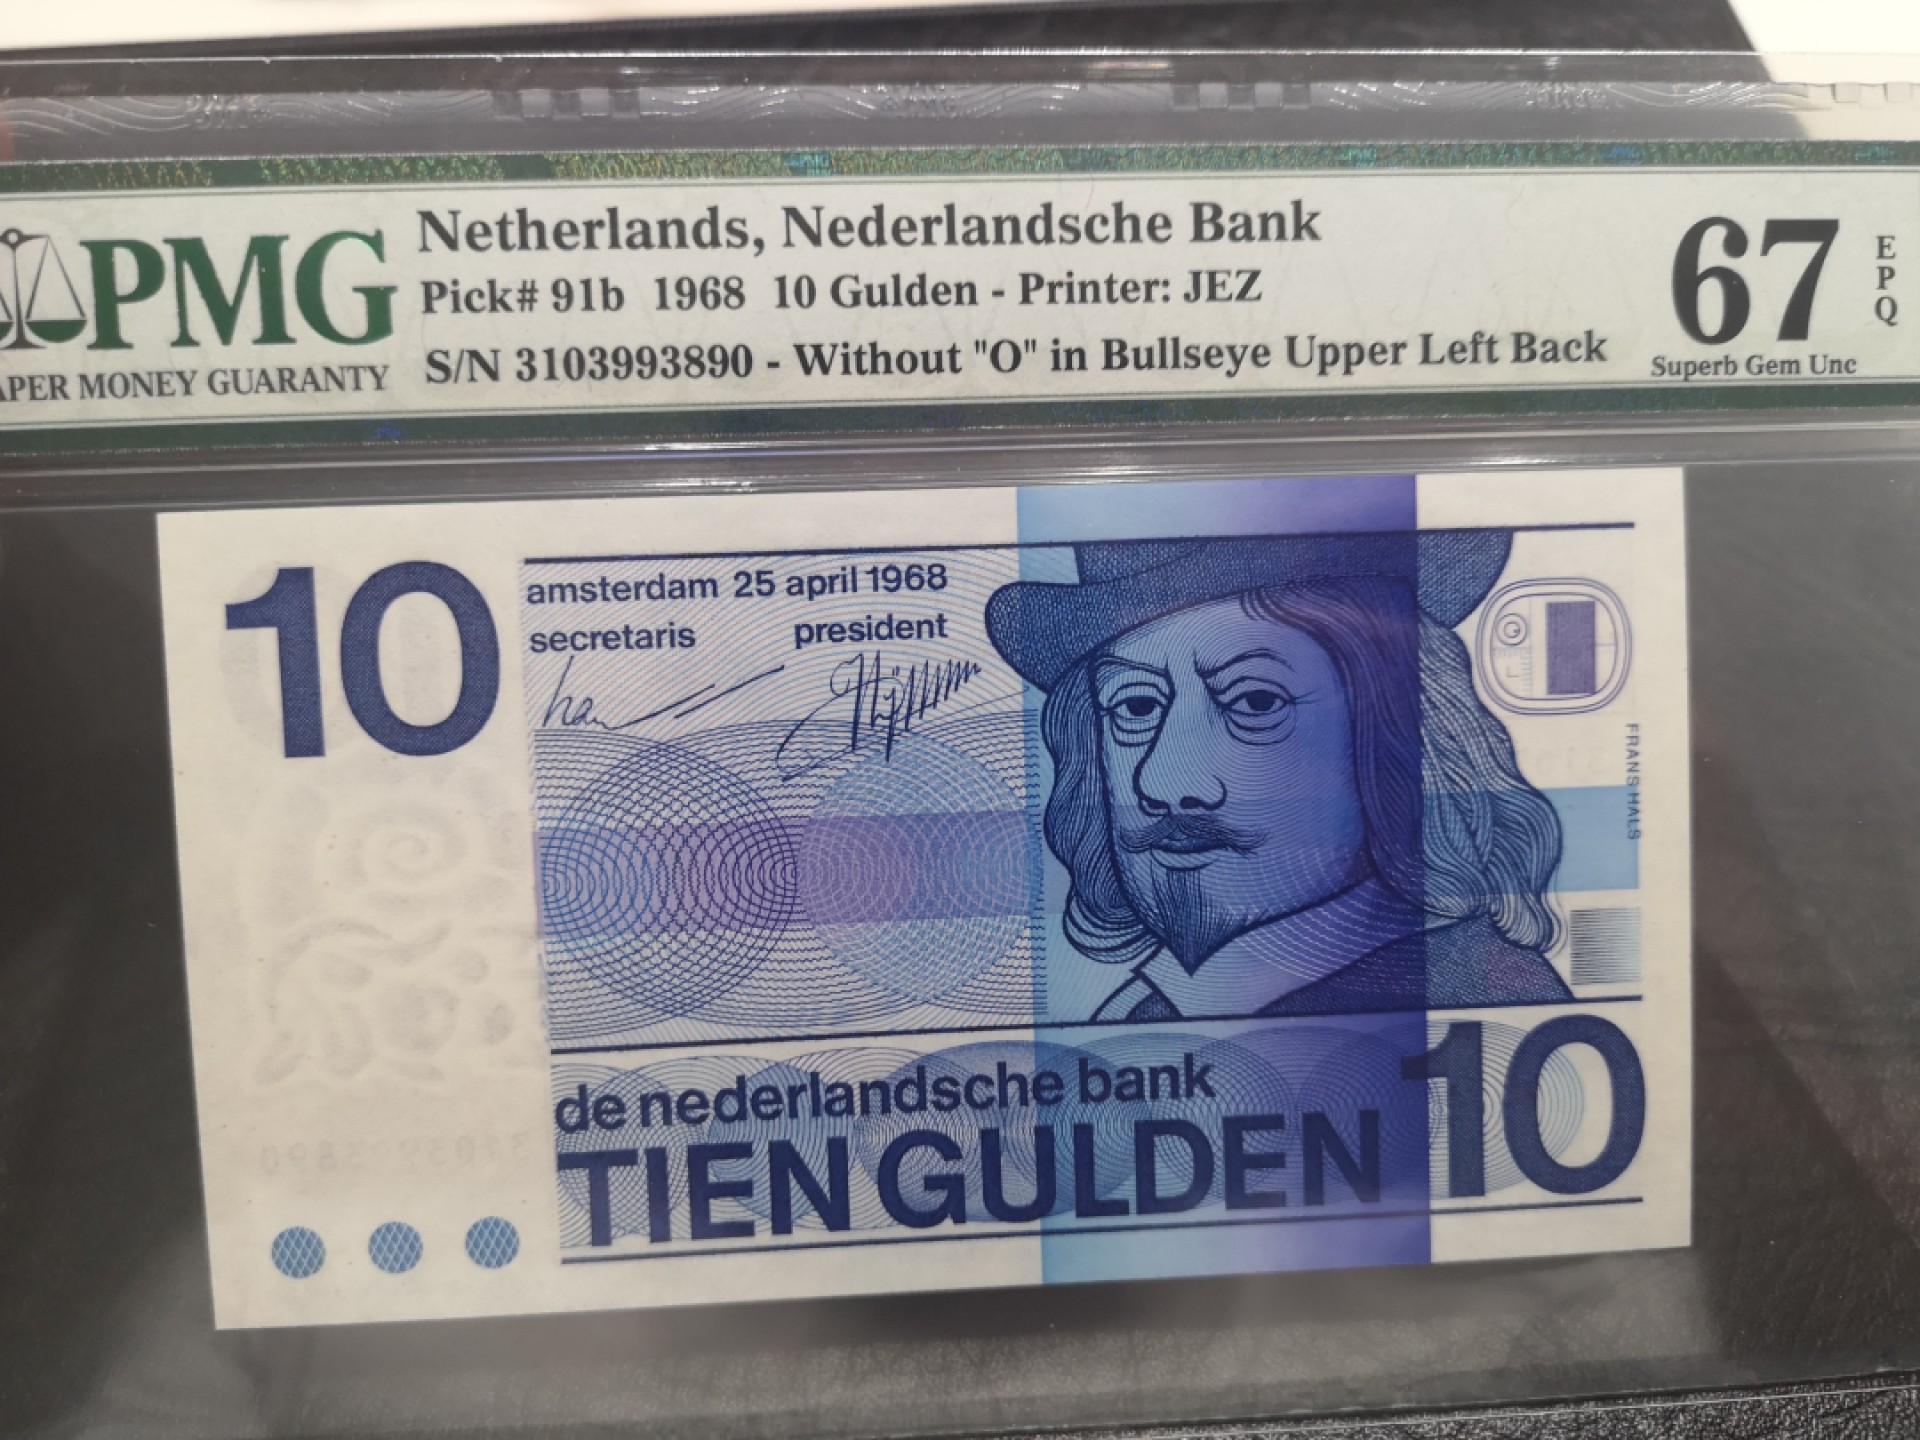 PMG
PAPER MONEY GUARANTY
Netherlands, Nederlandsche Bank
Pick# 91b 1968 10 Gulden - Printer: JEZ
S/N 3103993890 - Without "O" in Bullseye Upper Left Back
67
EPQ
Superb Gem Unc
10
amsterdam 25 april 1968
secretaris president
FRANS HALS
de nederlandsche bank
TIEN GULDEN
10